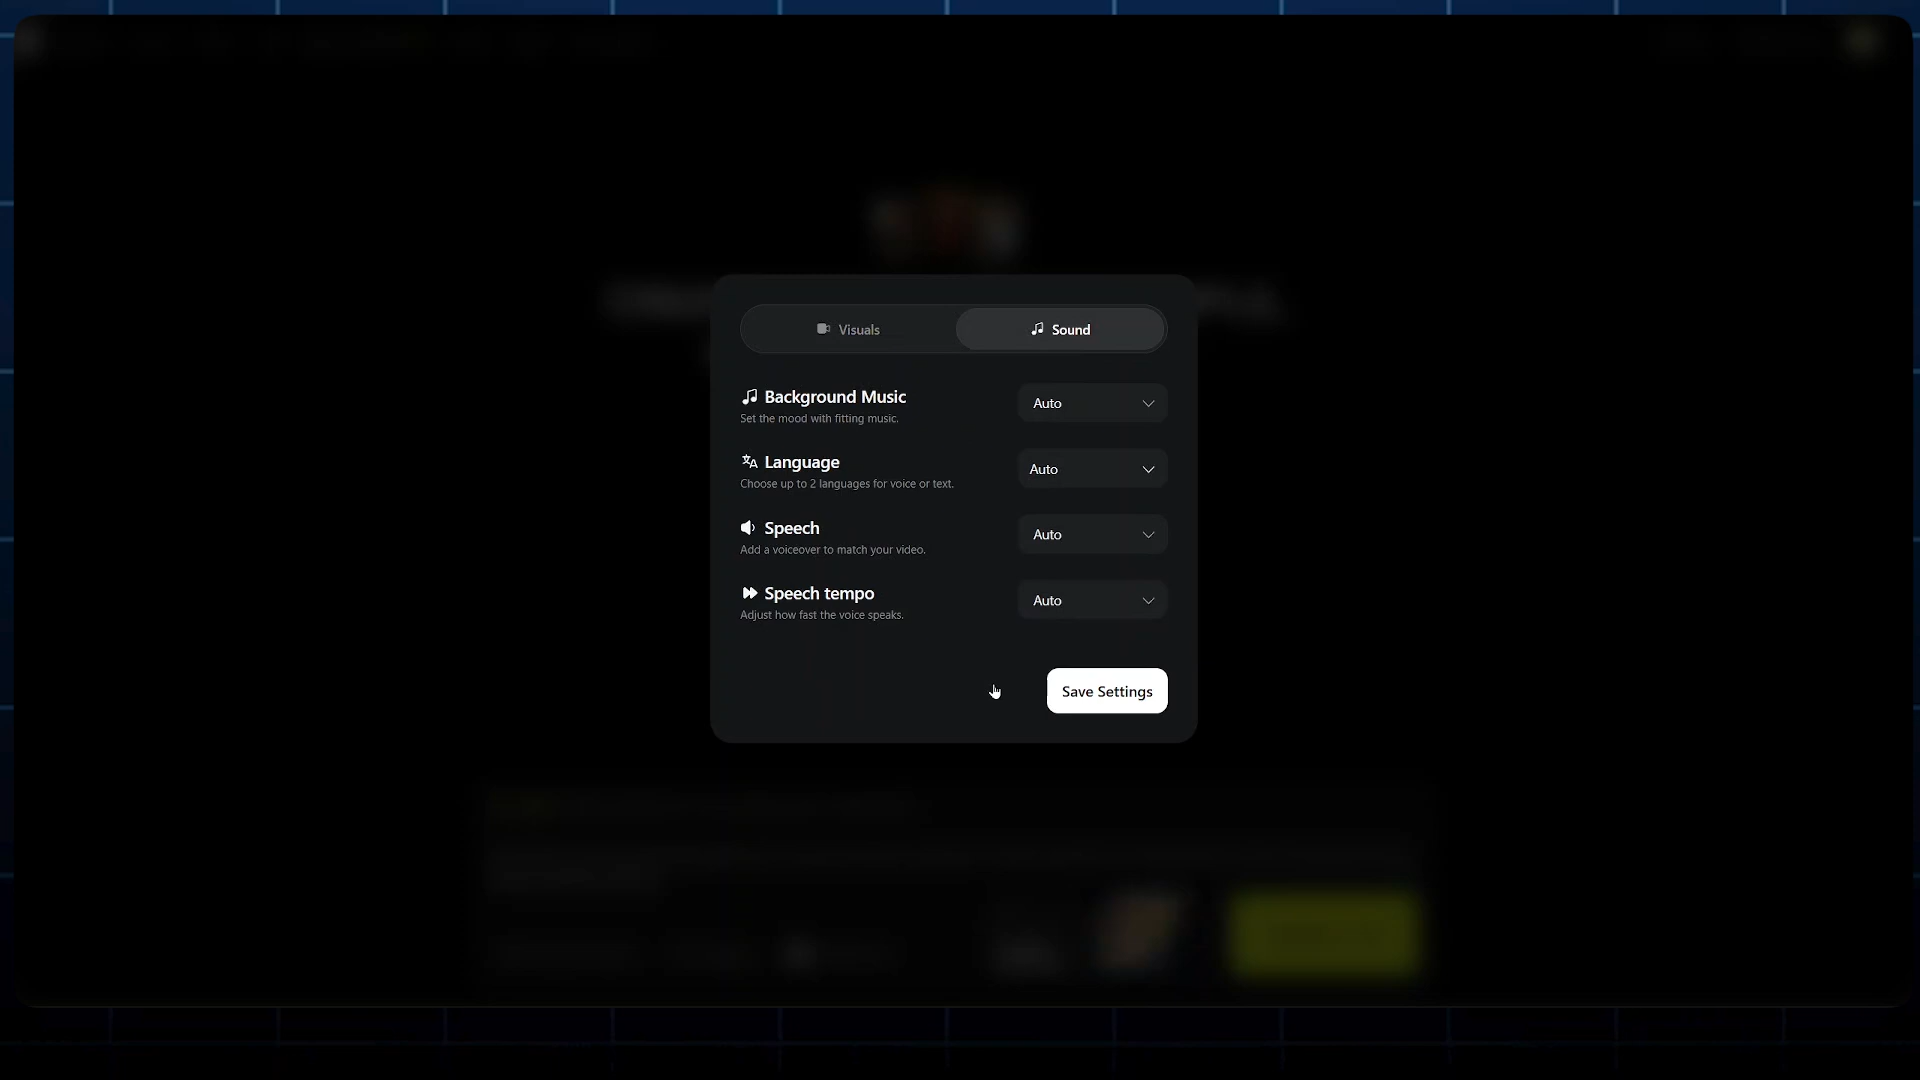 Visuals
Sound
Background Music
Set the mood with fitting music.
Auto
Language
Choose up to 2 languages for voice or text.
Auto
Speech
Add a voiceover to match your video.
Auto
Speech tempo
Adjust how fast the voice speaks.
Auto
Save Settings